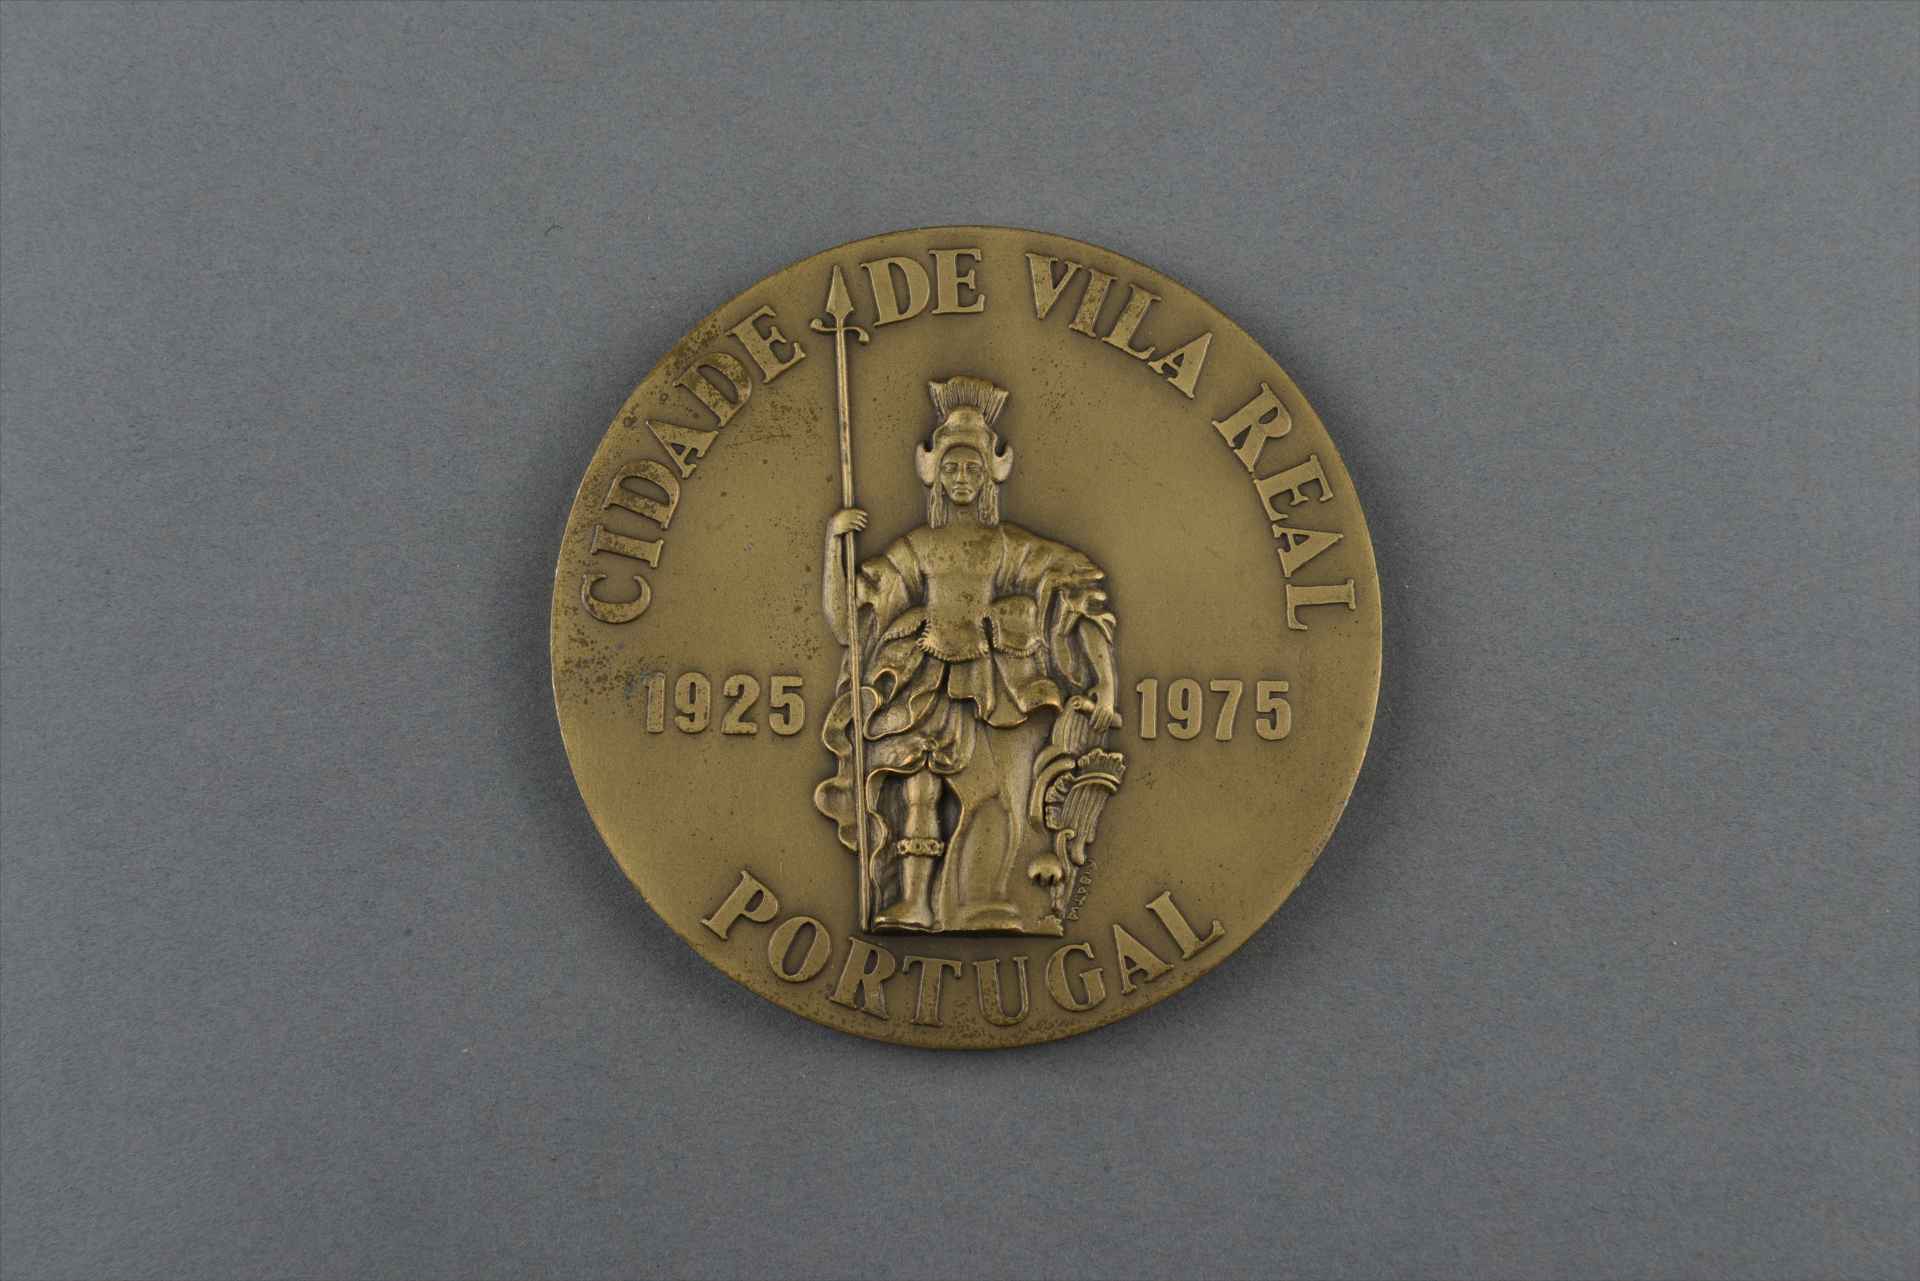 CIDADE DE VILA REAL
1925 1975
PORTUGAL